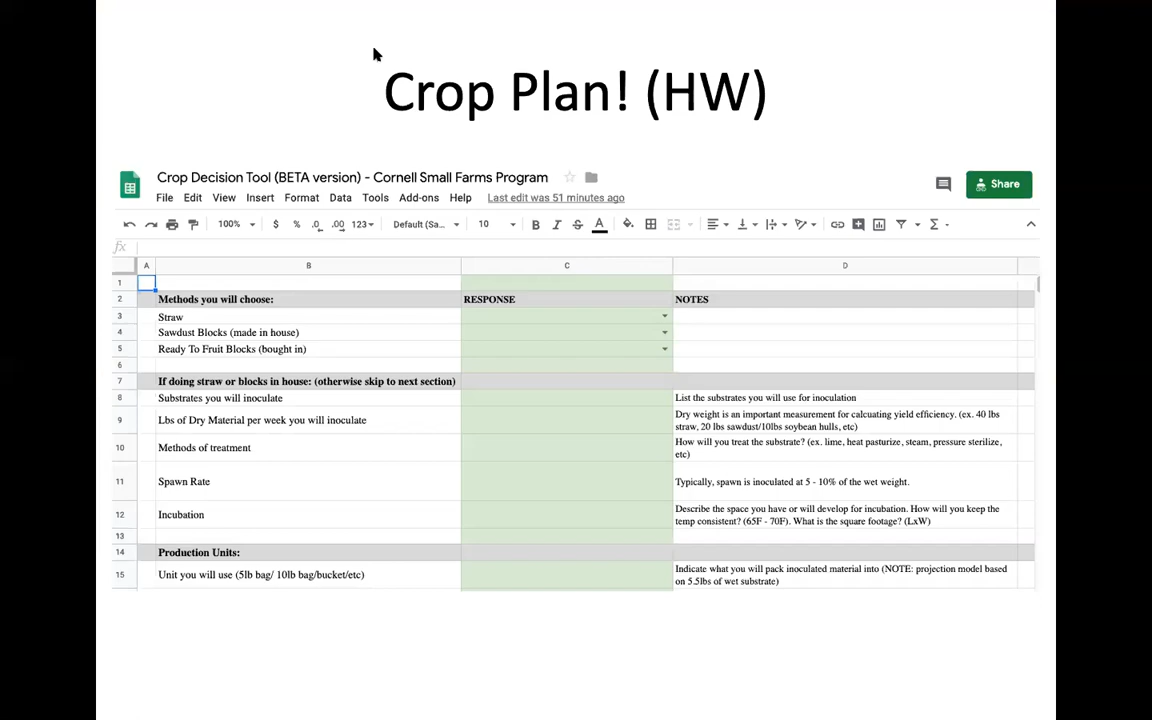 Crop Plan! (HW)
Crop Decision Tool (BETA version) - Cornell Small Farms Program
Share
File Edit View Insert Format Data Tools Add-ons Help Last edit was 51 minutes ago
100% $ % .0 .00 123 Default (Sa... 10 B I S A
fx
A B C D
1
2 Methods you will choose: RESPONSE NOTES
3 Straw
4 Sawdust Blocks (made in house)
5 Ready To Fruit Blocks (bought in)
6
7 If doing straw or blocks in house: (otherwise skip to next section)
8 Substrates you will inoculate List the substrates you will use for inoculation
9 Lbs of Dry Material per week you will inoculate Dry weight is an important measurement for calcuating yield efficiency. (ex. 40 lbs
straw, 20 lbs sawdust/10lbs soybean hulls, etc)
10 Methods of treatment How will you treat the substrate? (ex. lime, heat pasturize, steam, pressure sterilize,
etc)
11 Spawn Rate Typically, spawn is inoculated at 5 - 10% of the wet weight.
12 Incubation Describe the space you have or will develop for incubation. How will you keep the
temp consistent? (65F - 70F). What is the square footage? (LxW)
13
14 Production Units:
15 Unit you will use (5lb bag/ 10lb bag/bucket/etc) Indicate what you will pack inoculated material into (NOTE: projection model based
on 5.5lbs of wet substrate)